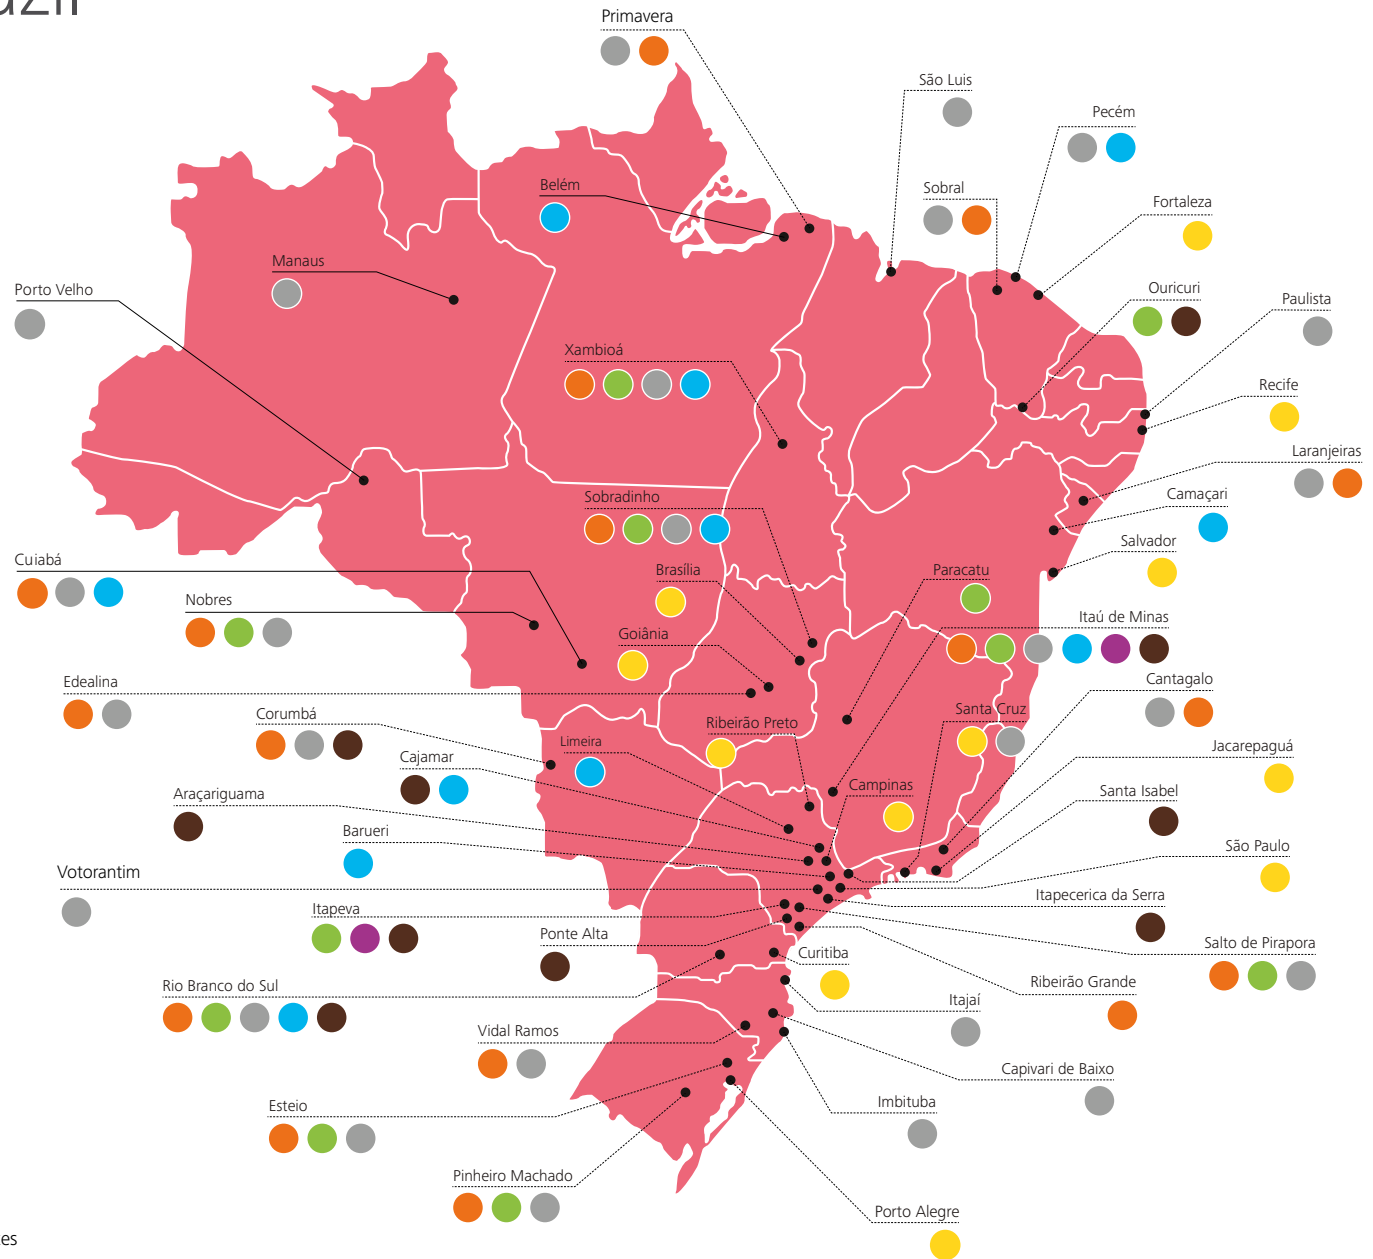 Primavera
São Luis
Pecém
Belém
Sobral
Fortaleza
Manaus
Porto Velho
Ouricuri
Paulista
Xambioá
Recife
Laranjeiras
Sobradinho
Camaçari
Salvador
Cuiabá
Brasília
Paracatu
Nobres
Itaú de Minas
Goiânia
Edealina
Cantagalo
Corumbá
Ribeirão Preto
Santa Cruz
Limeira
Jacarepaguá
Cajamar
Campinas
Santa Isabel
Araçariguama
Barueri
São Paulo
Votorantim
Itapecerica da Serra
Itapeva
Ponte Alta
Salto de Pirapora
Curitiba
Ribeirão Grande
Rio Branco do Sul
Itajaí
Vidal Ramos
Capivari de Baixo
Esteio
Imbituba
Pinheiro Machado
Porto Alegre